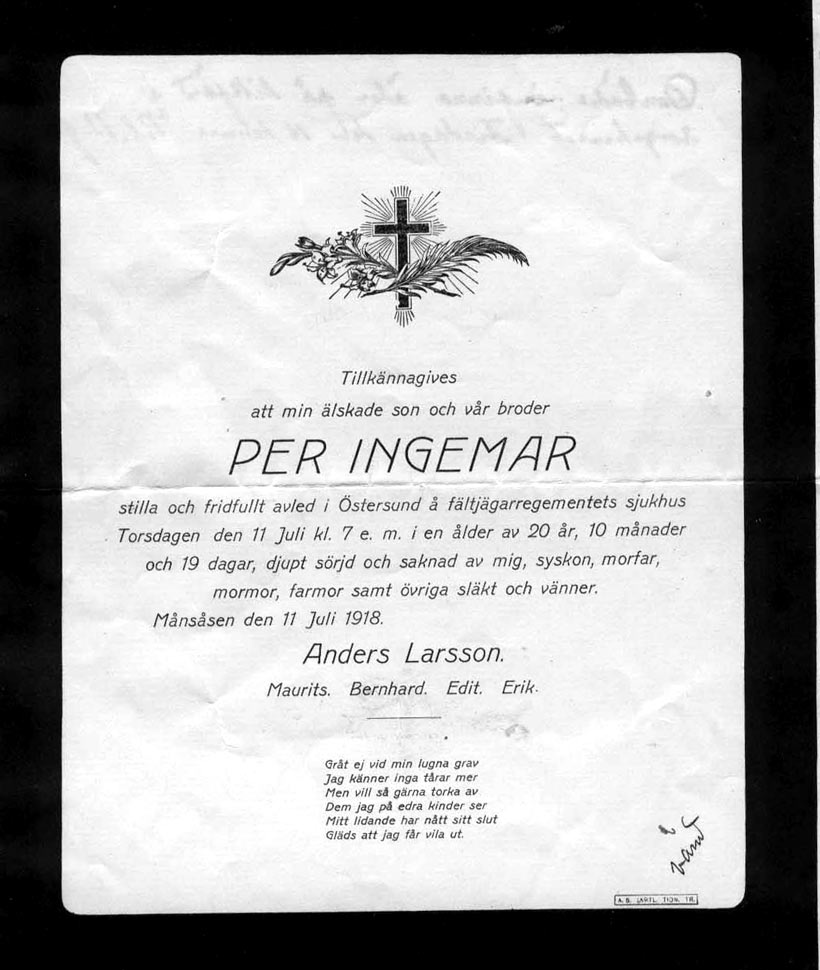 Tillkännagives
att min älskade son och vår broder
PER INGEMAR
stilla och fridfullt avled i Östersund å fältjägarregementets sjukhus
Torsdagen den 11 Juli kl. 7 e. m. i en ålder av 20 år, 10 månader
och 19 dagar, djupt sörjd och saknad av mig, syskon, morfar,
mormor, farmor samt övriga släkt och vänner.
Månsåsen den 11 Juli 1918.
Anders Larsson.
Maurits. Bernhard. Edit. Erik.
Gråt ej vid min lugna grav
Jag känner inga tårar mer
Men vill så gärna torka av
Dem jag på edra kinder ser
Mitt lidande har nått sitt slut
Gläds att jag får vila ut.
vänd
A. B.